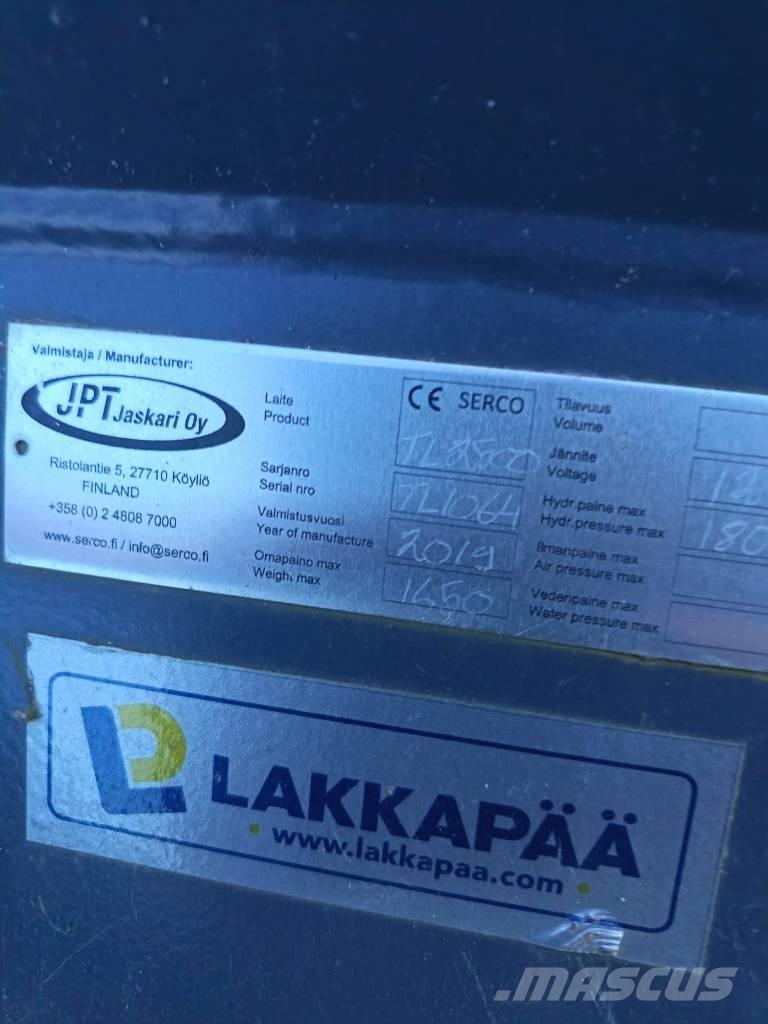 Valmistaja / Manufacturer:
JPT Jaskari Oy
Ristolantie 5, 27710 Köyliö
FINLAND
+358 (0) 2 4808 7000
www.serco.fi / info@serco.fi
Laite
Product
CE SERCO
TL2500
Sarjanro
Serial nro
TL1064
Valmistusvuosi
Year of manufacture
2019
Omapaino max
Weight max
1650
Tilavuus
Volume
Jännite
Voltage
12
Hydr.paine max
Hydr.pressure max
180
Ilmanpaine max
Air pressure max
Vedenpaine max
Water pressure max
LP LAKKAPÄÄ
www.lakkapaa.com
MASCUS